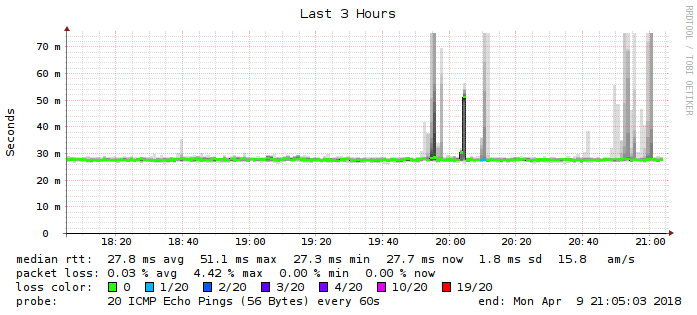 Last 3 Hours
RRDTOOL / TOBI OETIKER
Seconds
70 m
60 m
50 m
40 m
30 m
20 m
10 m
0
18:20 18:40 19:00 19:20 19:40 20:00 20:20 20:40 21:00
median rtt: 27.8 ms avg 51.1 ms max 27.3 ms min 27.7 ms now 1.8 ms sd 15.8 am/s
packet loss: 0.03 % avg 4.42 % max 0.00 % min 0.00 % now
loss color: 0 1/20 2/20 3/20 4/20 10/20 19/20
probe: 20 ICMP Echo Pings (56 Bytes) every 60s end: Mon Apr 9 21:05:03 2018